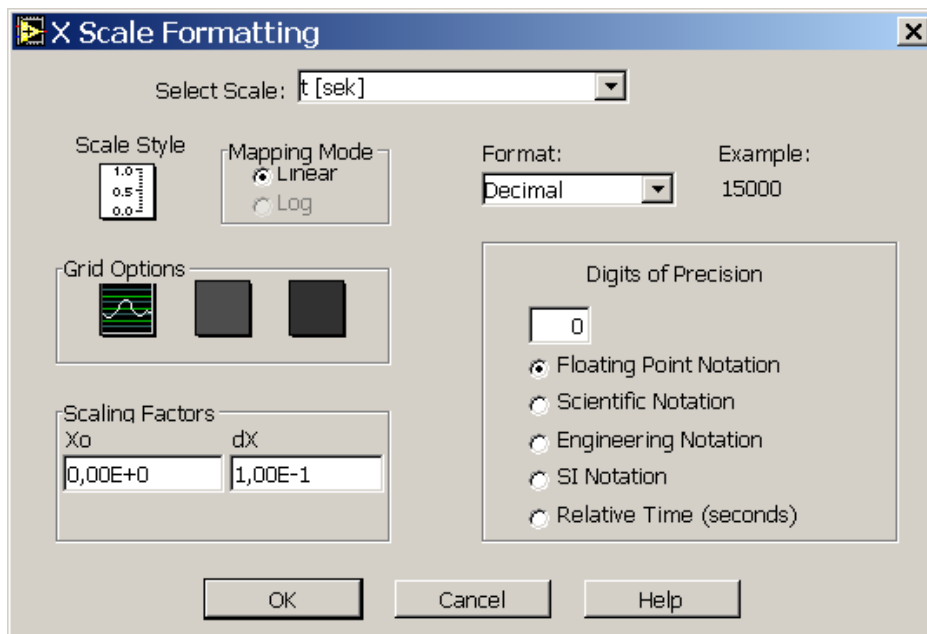 X Scale Formatting
Select Scale: t [sek]
Scale Style
1.0
0.5
0.0
Mapping Mode
Linear
Log
Format:
Decimal
Example:
15000
Grid Options
Digits of Precision
0
Floating Point Notation
Scientific Notation
Engineering Notation
SI Notation
Relative Time (seconds)
Scaling Factors
Xo dX
0,00E+0 1,00E-1
OK Cancel Help